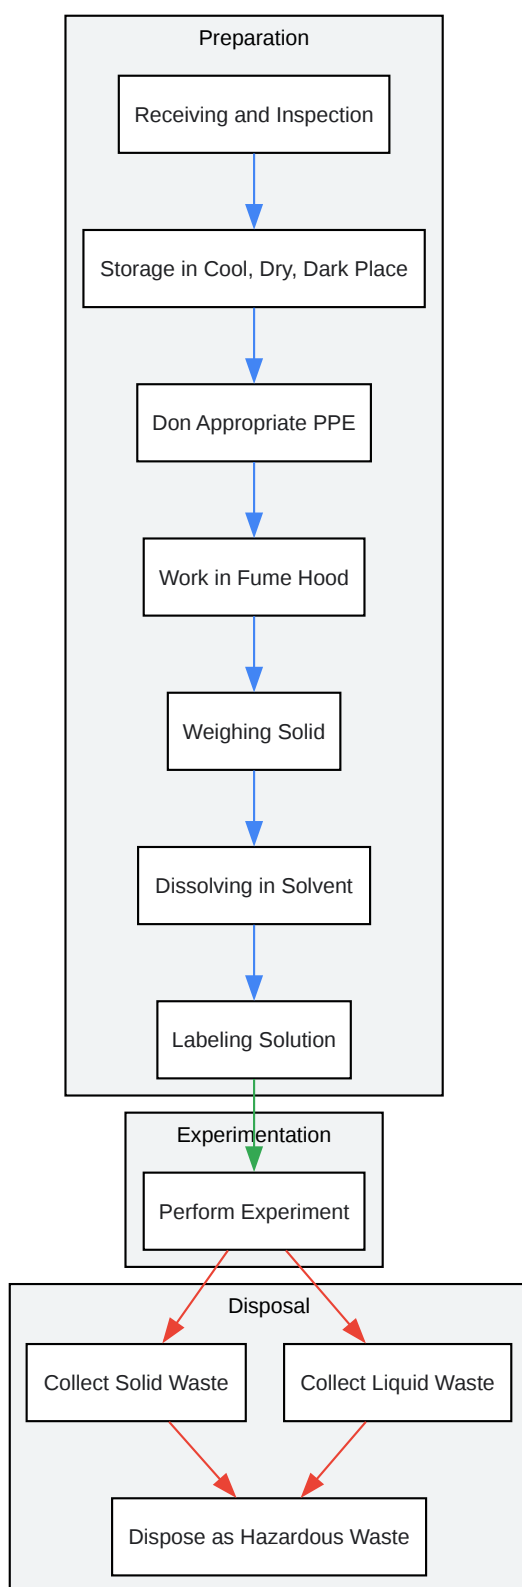 Preparation
Receiving and Inspection
Storage in Cool, Dry, Dark Place
Don Appropriate PPE
Work in Fume Hood
Weighing Solid
Dissolving in Solvent
Labeling Solution
Experimentation
Perform Experiment
Disposal
Collect Solid Waste
Collect Liquid Waste
Dispose as Hazardous Waste